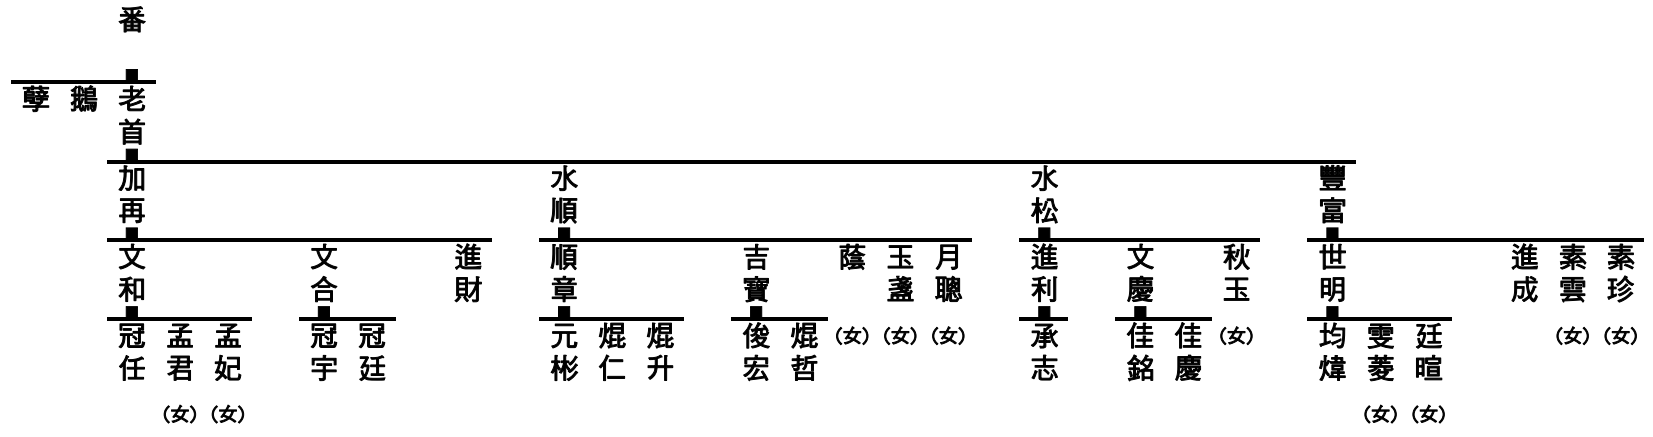 番
孽 鵝 老首
加再 水順 水松 豐富
文和 文合 進財 順章 吉寶 蔭（女） 玉盞（女） 月聰（女） 進利 文慶 秋玉（女） 世明 進成 素雲（女） 素珍（女）
冠任 孟君（女） 孟妃（女） 冠宇 冠廷 元彬 焜仁 焜升 俊宏 焜哲 承志 佳銘 佳慶 均煒 雯菱（女） 廷暄（女）